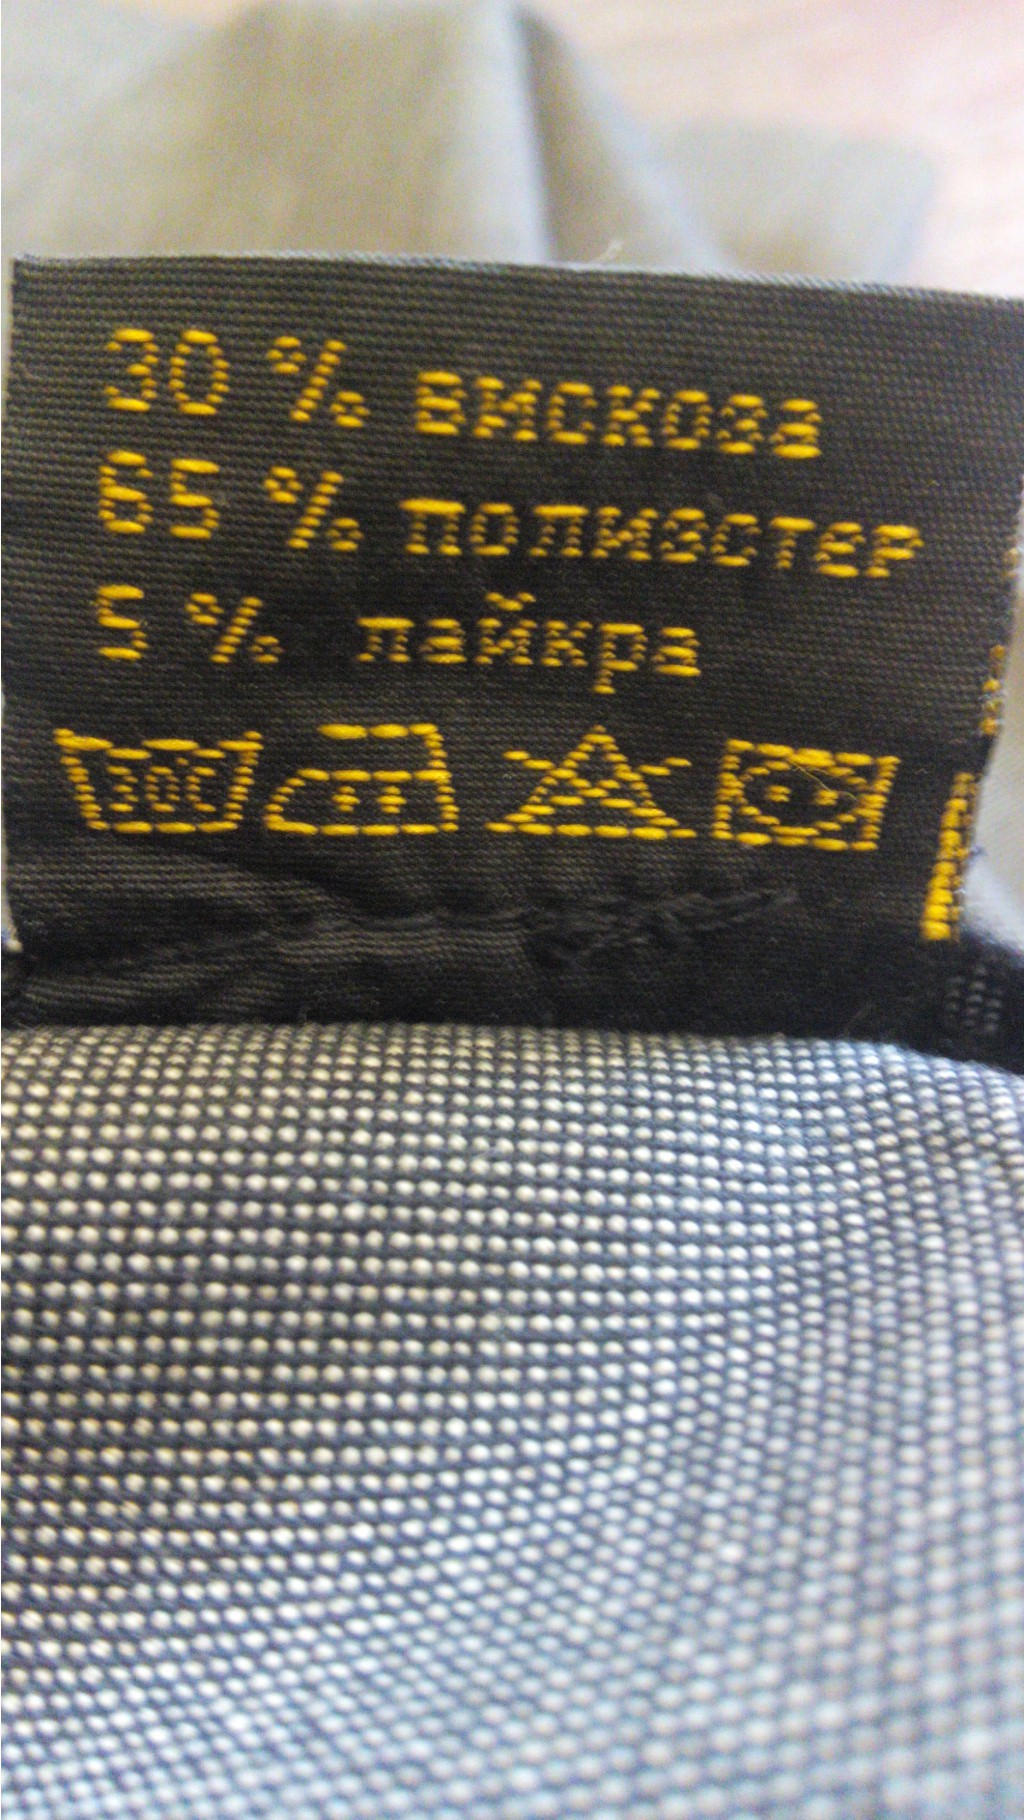 30 % вискоза
65 % полиэстер
5 % лайкра
30C